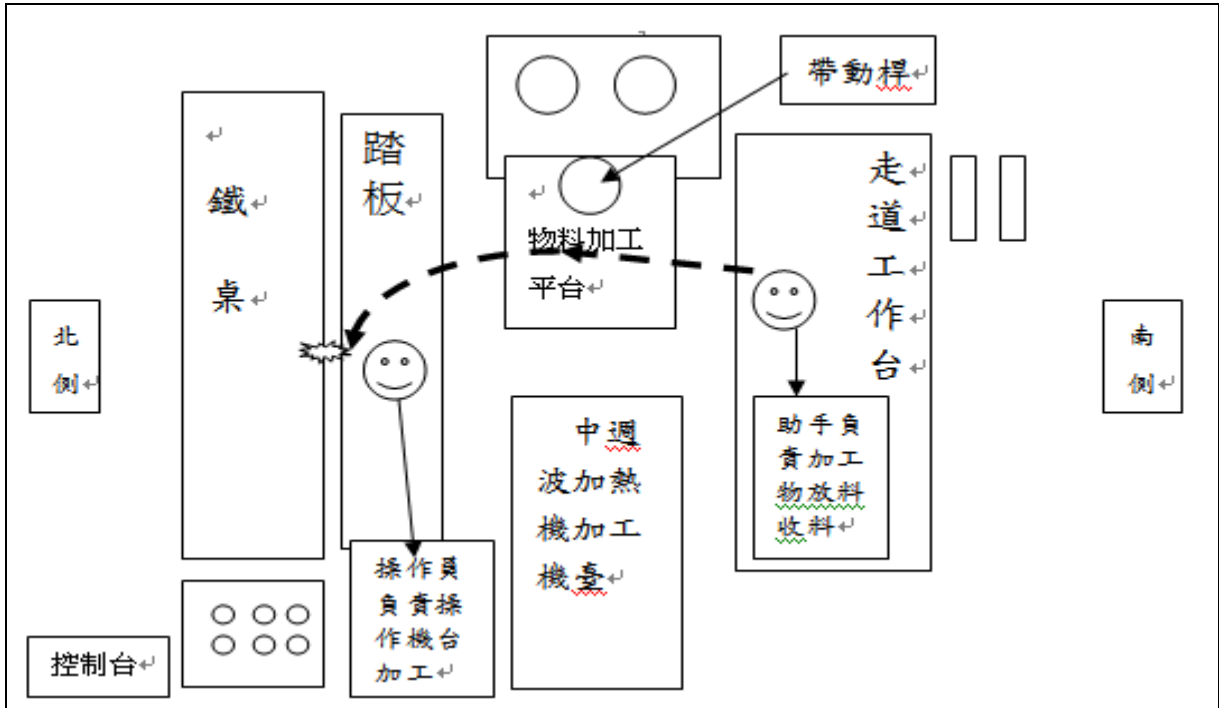 帶動桿
踏
板
鐵
桌
物料加工
平台
走
道
工
作
台
北
側
南
側
中週
波加熱
機加工
機臺
助手負
責加工
物放料
收料
操作員
負責操
作機台
加工
控制台